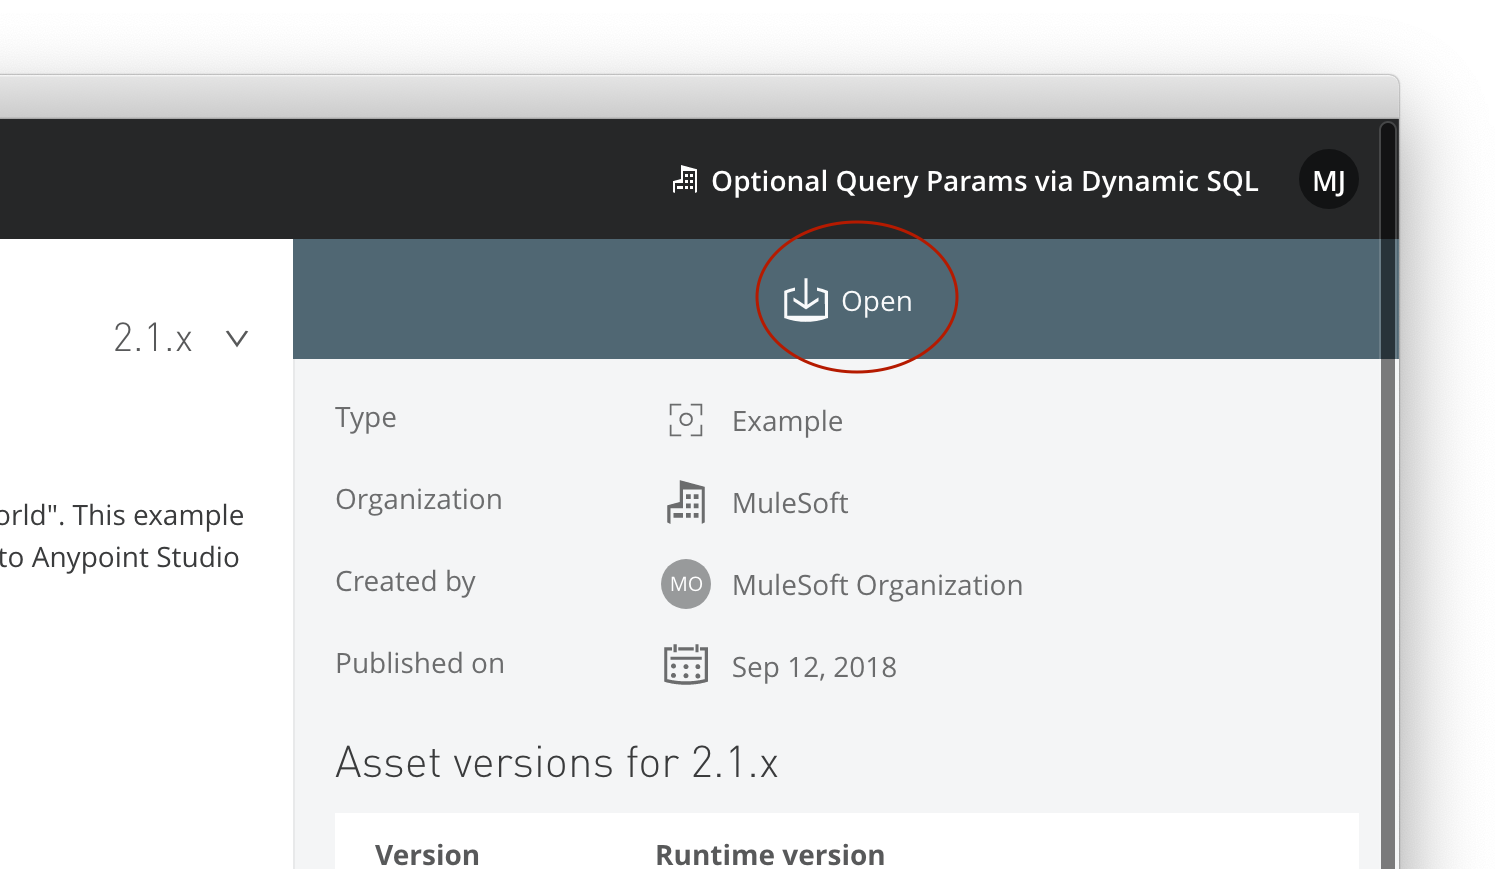 Optional Query Params via Dynamic SQL MJ
Open
2.1.x
Type Example
Organization MuleSoft
orld". This example
to Anypoint Studio
Created by MO MuleSoft Organization
Published on Sep 12, 2018
Asset versions for 2.1.x
Version Runtime version